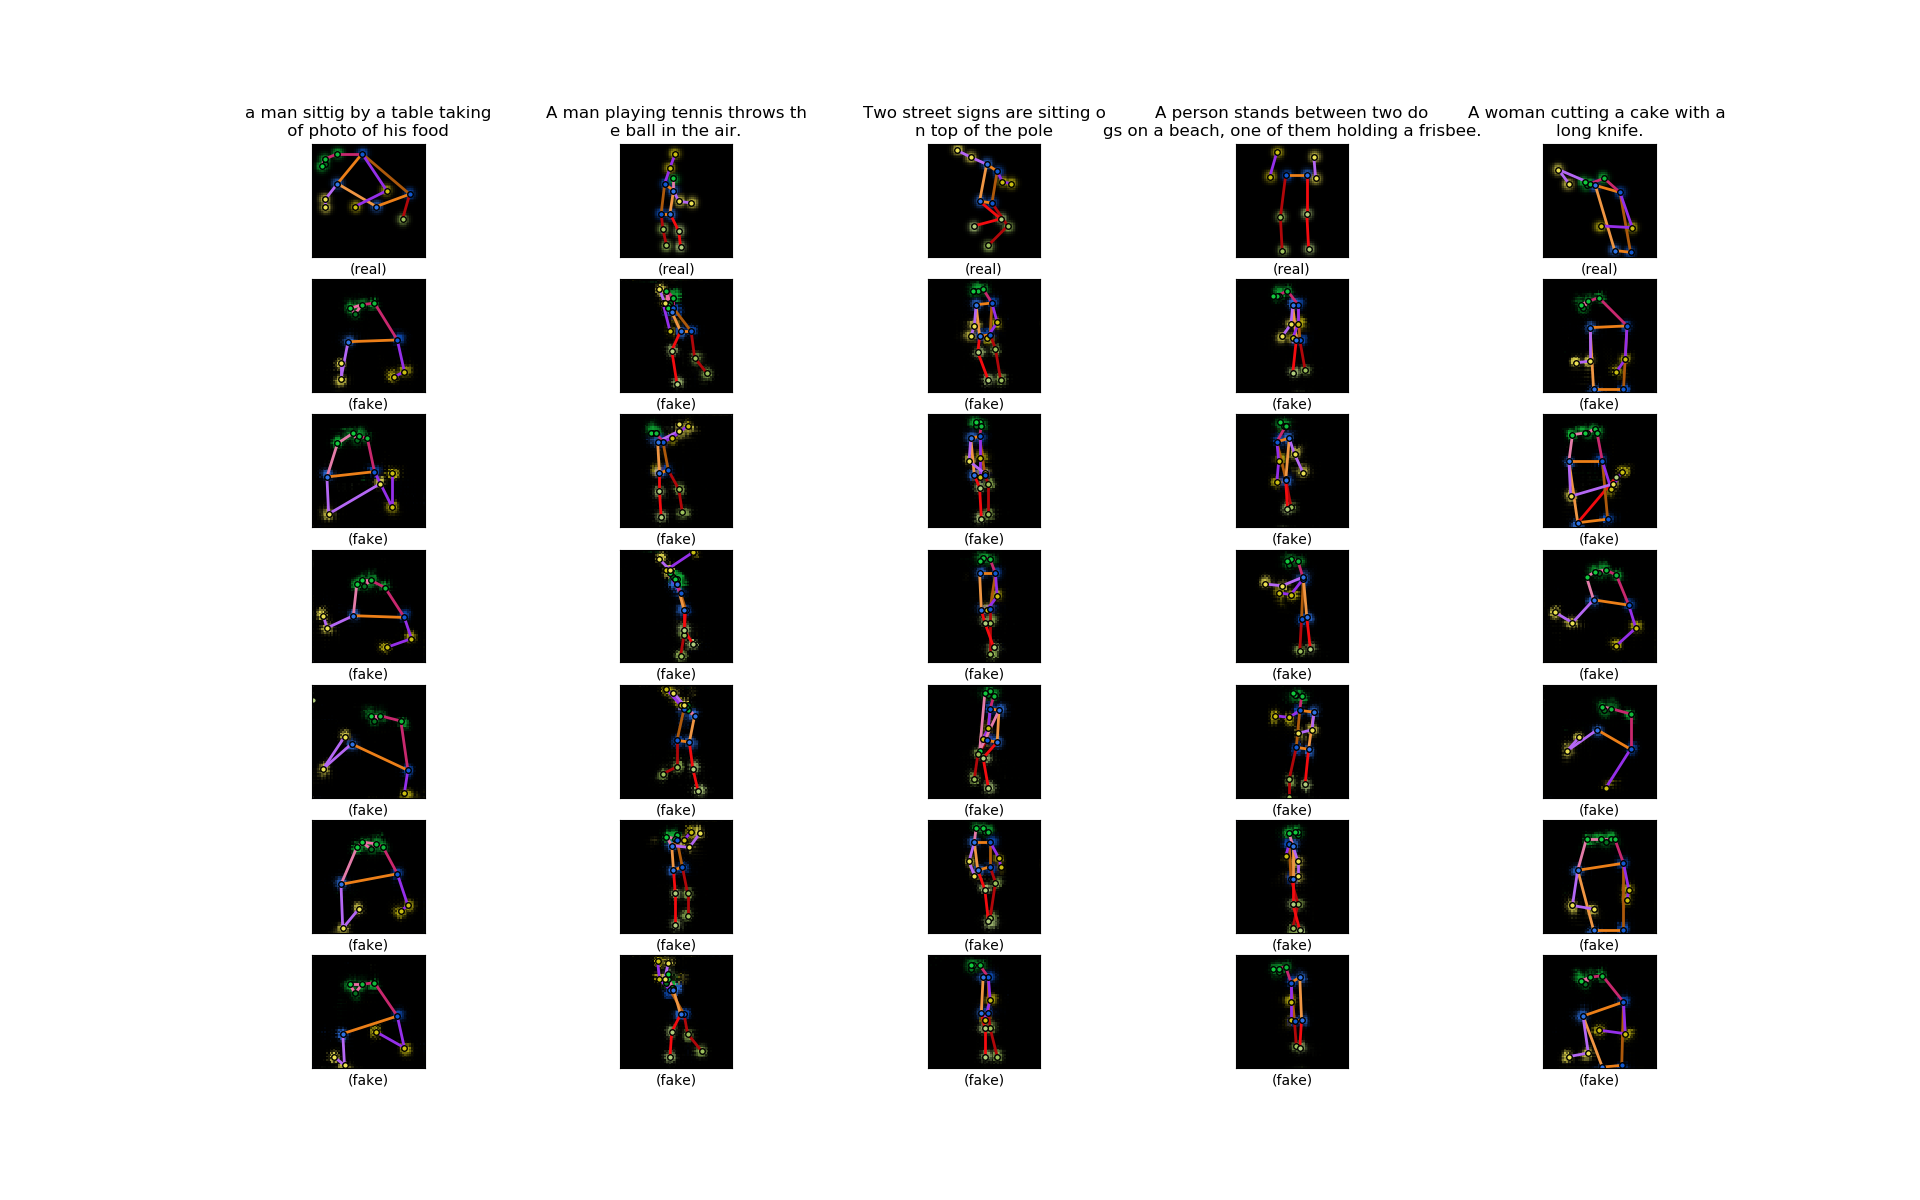 a man sittig by a table taking
of photo of his food
A man playing tennis throws th
e ball in the air.
Two street signs are sitting o
n top of the pole
A person stands between two do
gs on a beach, one of them holding a frisbee.
A woman cutting a cake with a
long knife.
(real) (real) (real) (real) (real)
(fake) (fake) (fake) (fake) (fake)
(fake) (fake) (fake) (fake) (fake)
(fake) (fake) (fake) (fake) (fake)
(fake) (fake) (fake) (fake) (fake)
(fake) (fake) (fake) (fake) (fake)
(fake) (fake) (fake) (fake) (fake)